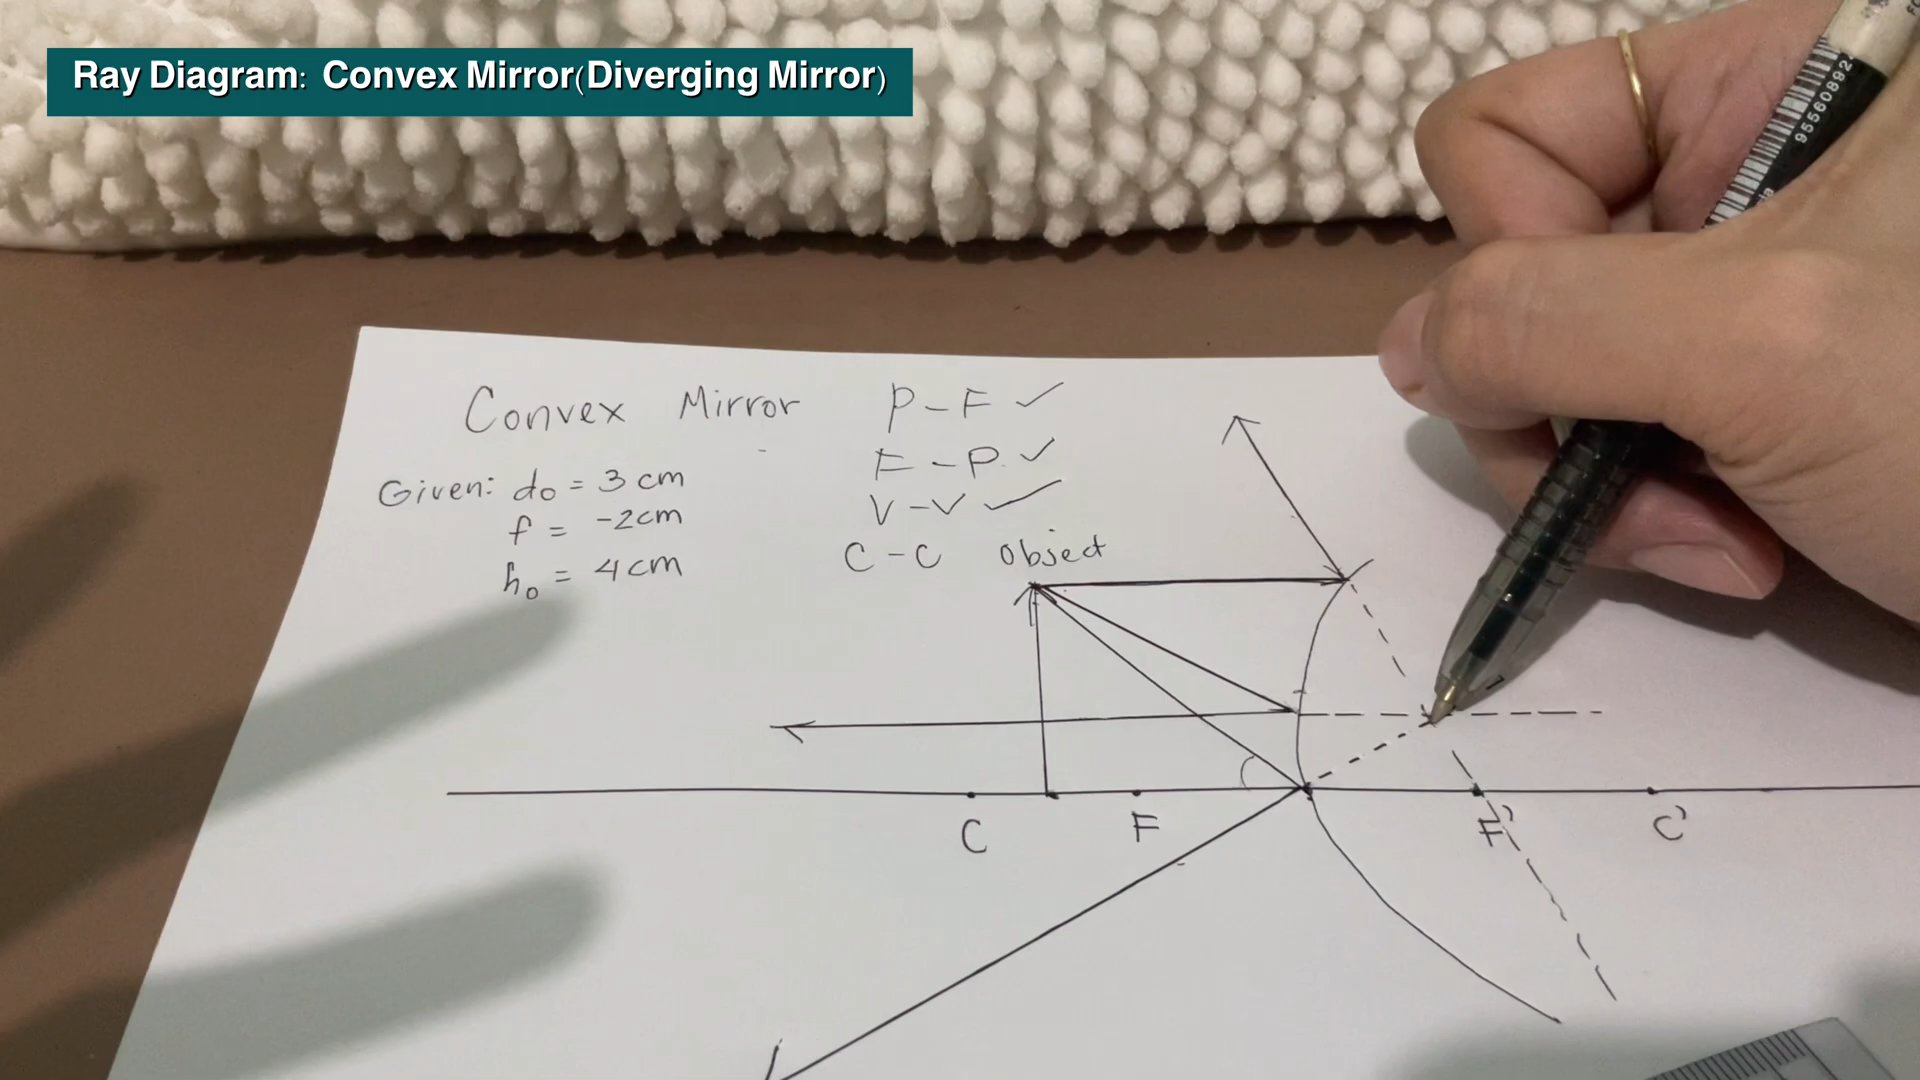 Ray Diagram: Convex Mirror(Diverging Mirror)
Convex Mirror
Given: do = 3 cm
f = -2cm
ho = 4cm
P - F ✓
F - P. ✓
V - V ✓
C - C
Object
C
F
F'
C'